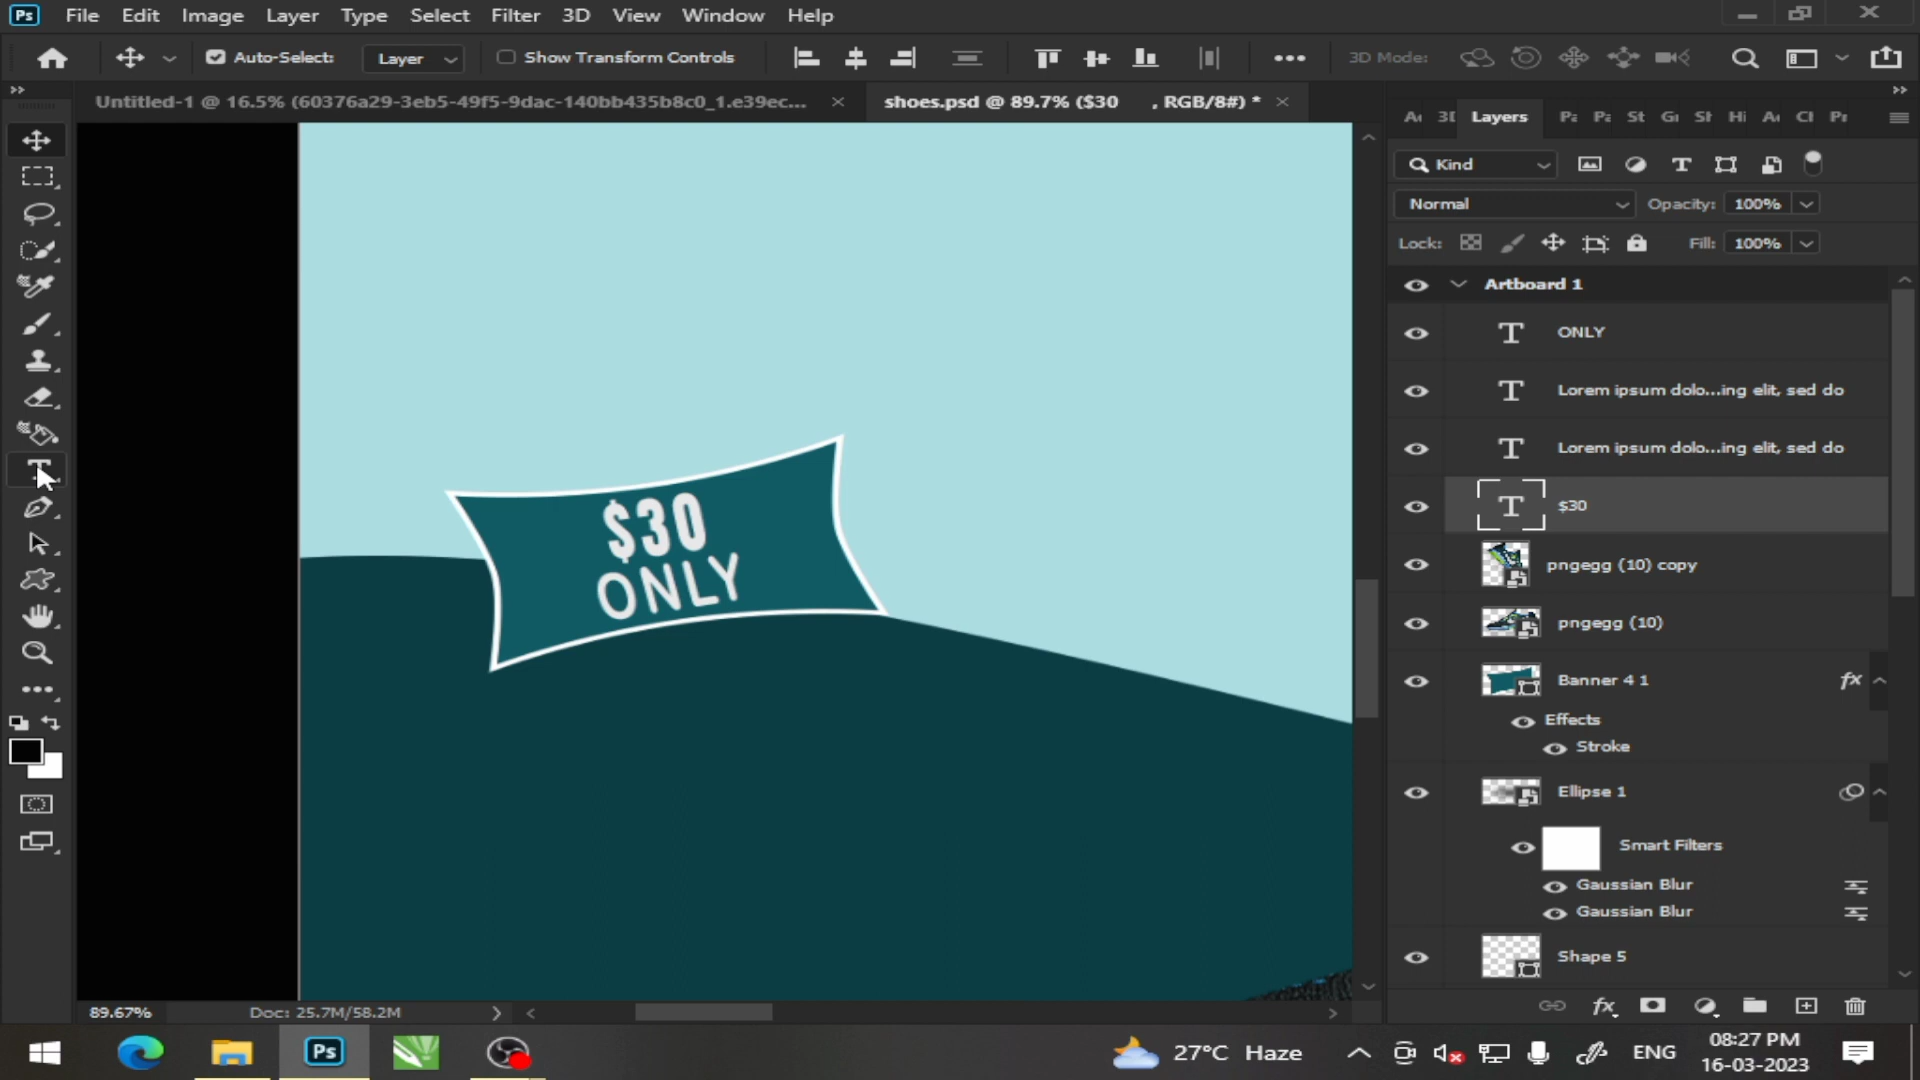 Ps File Edit Image Layer Type Select Filter 3D View Window Help
Auto-Select: Layer Show Transform Controls 3D Mode:
Untitled-1 @ 16.5% (60376a29-3eb5-49f5-9dac-140bb435b8c0_1.e39ec... × shoes.psd @ 89.7% ($30 , RGB/8#) * ×
Layers
Kind
Normal Opacity: 100%
Lock: Fill: 100%
Artboard 1
ONLY
Lorem ipsum dolo...ing elit, sed do
Lorem ipsum dolo...ing elit, sed do
$30
pngegg (10) copy
pngegg (10)
Banner 4 1 fx
Effects
Stroke
Ellipse 1
Smart Filters
Gaussian Blur
Gaussian Blur
Shape 5
$30
ONLY
89.67% Doc: 25.7M/58.2M
Ps 27°C Haze ENG 08:27 PM
16-03-2023